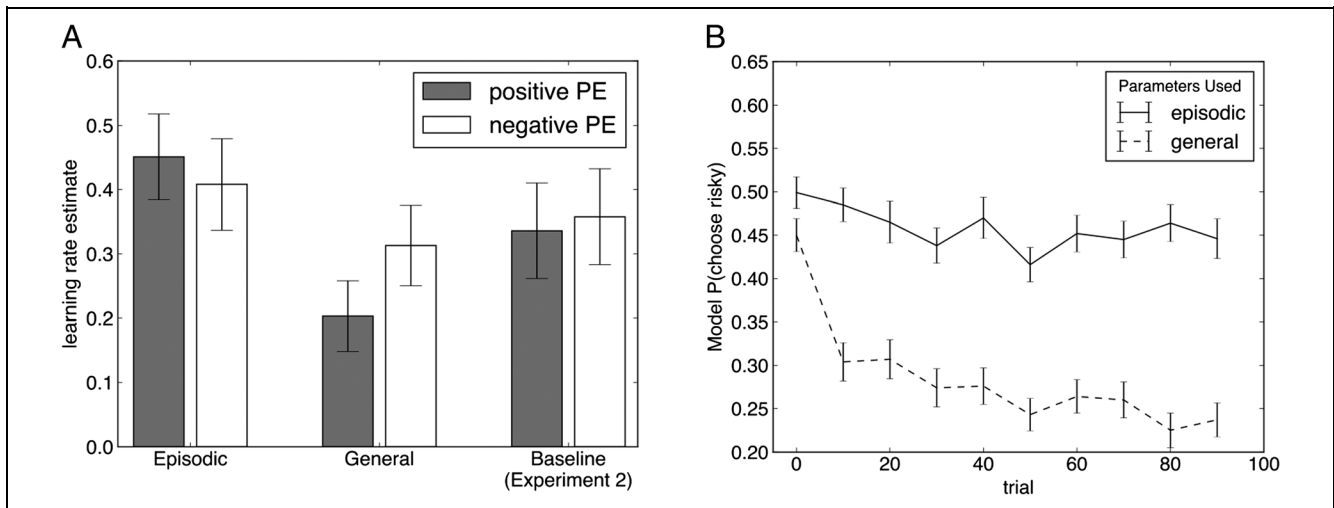 A
0.6
0.5
0.4
0.3
0.2
0.1
0.0
learning rate estimate
positive PE
negative PE
Episodic
General
Baseline
(Experiment 2)
B
0.65
0.60
0.55
0.50
0.45
0.40
0.35
0.30
0.25
0.20
Model P(choose risky)
Parameters Used
episodic
general
0
20
40
60
80
100
trial